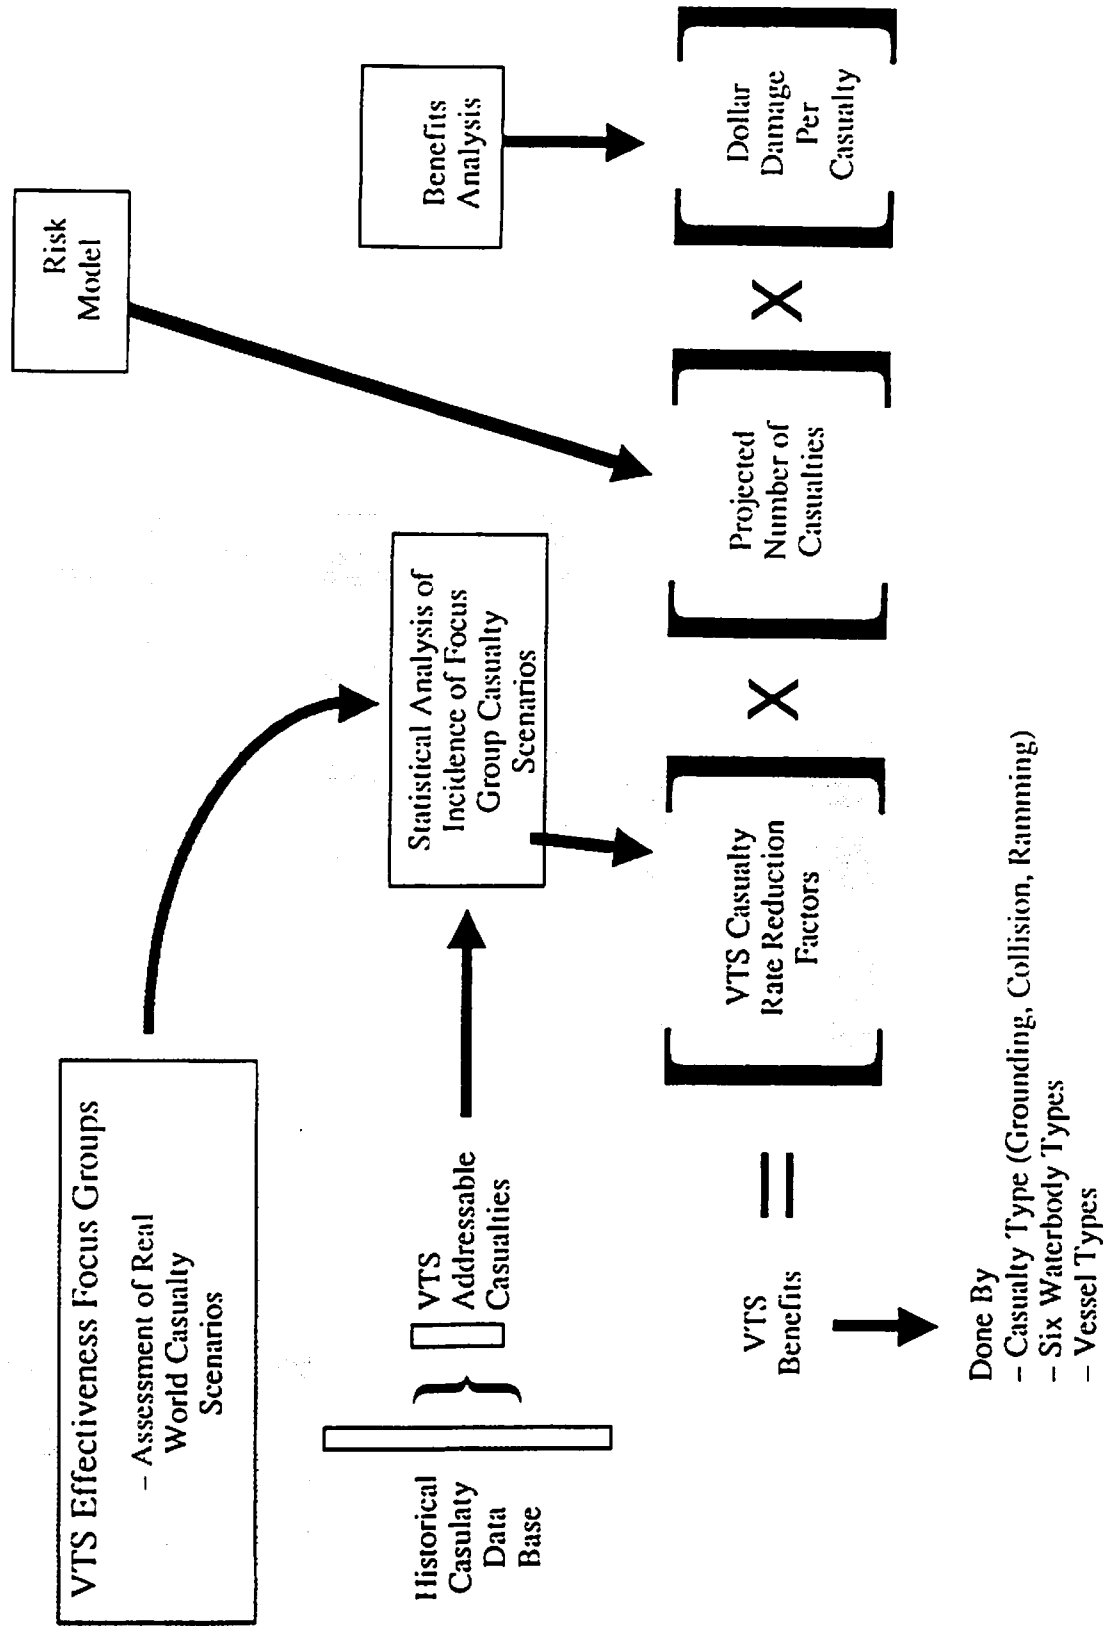 VTS Effectiveness Focus Groups
– Assessment of Real
World Casualty
Scenarios
Risk
Model
Historical
Casulaty
Data
Base
VTS
Addressable
Casualties
Statistical Analysis of
Incidence of Focus
Group Casualty
Scenarios
Benefits
Analysis
VTS
Benefits
=
VTS Casualty
Rate Reduction
Factors
X
Projected
Number of
Casualties
X
Dollar
Damage
Per
Casualty
Done By
– Casualty Type (Grounding, Collision, Ramming)
– Six Waterbody Types
– Vessel Types